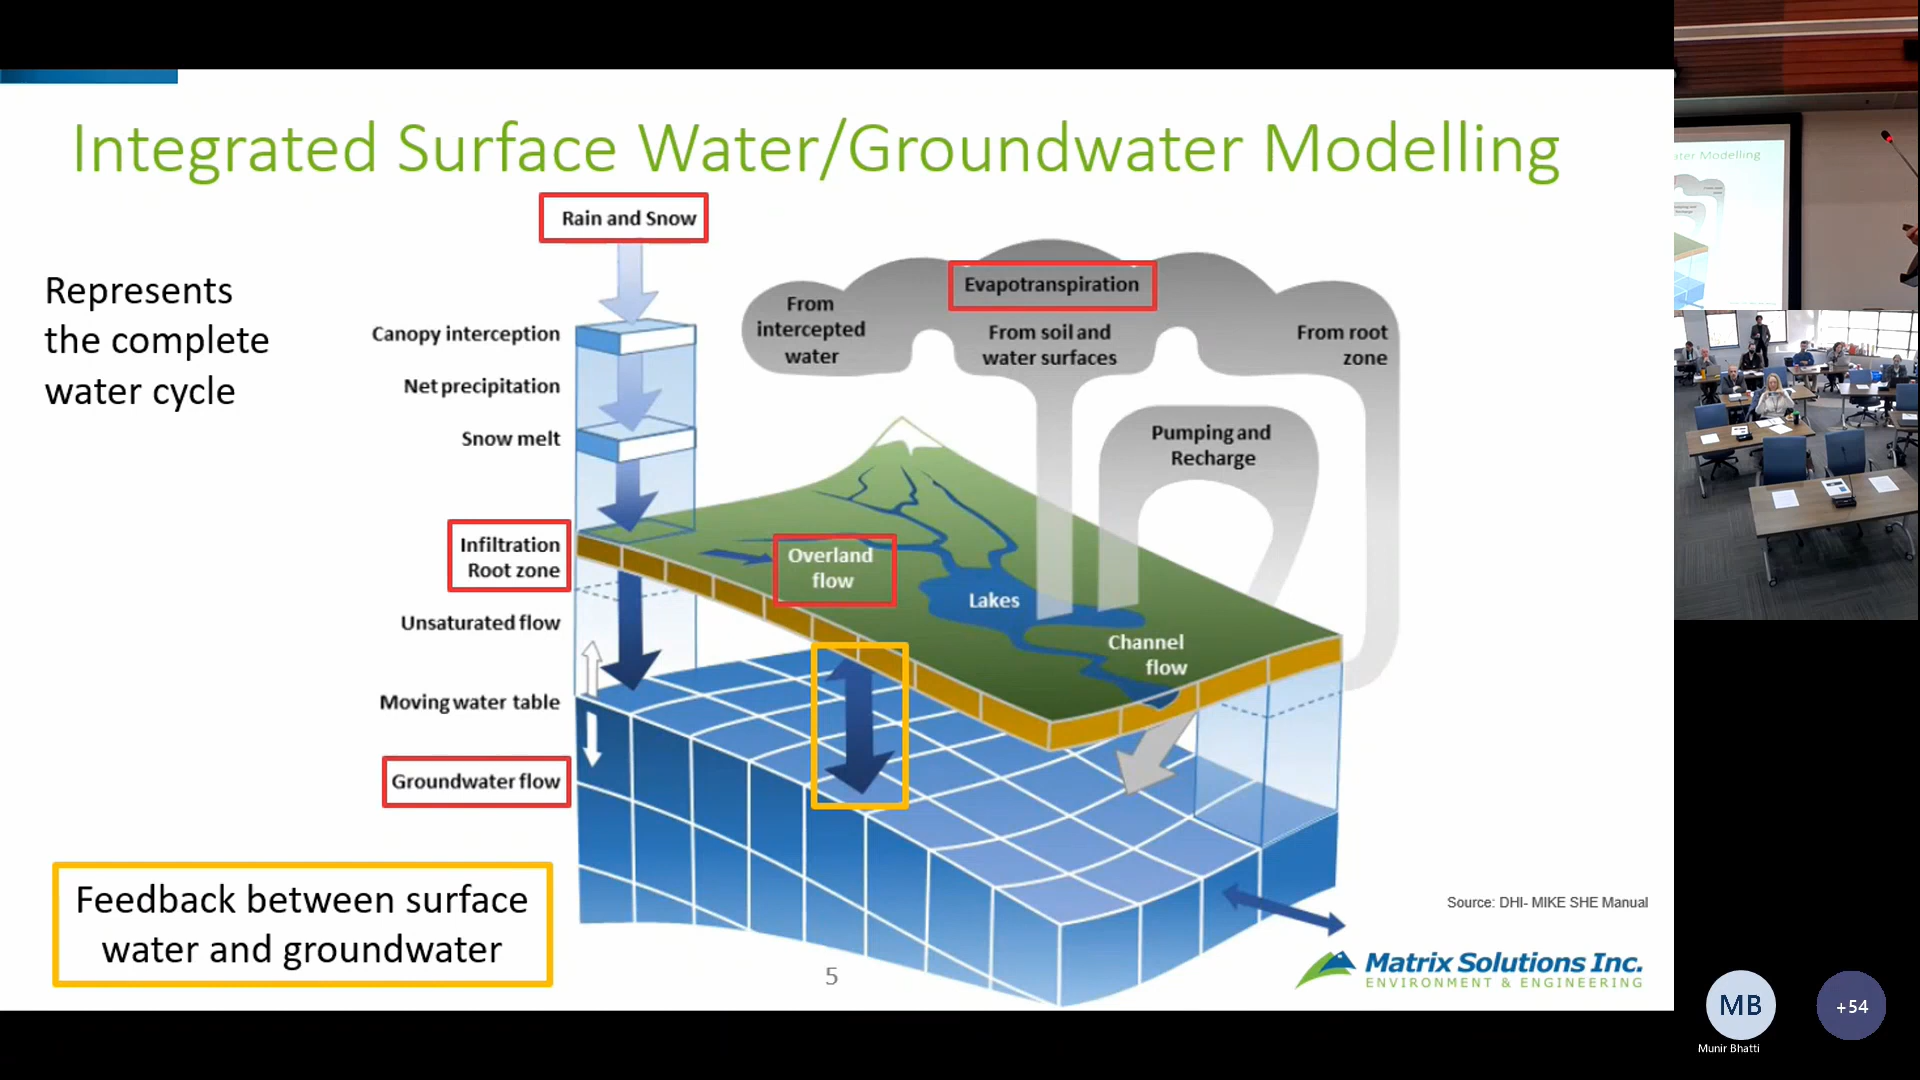 Integrated Surface Water/Groundwater Modelling
Rain and Snow
Represents
the complete
water cycle
Evapotranspiration
From
intercepted
water
From soil and
water surfaces
From root
zone
Canopy interception
Net precipitation
Snow melt
Pumping and
Recharge
Infiltration
Root zone
Overland
flow
Lakes
Unsaturated flow
Channel
flow
Moving water table
Groundwater flow
Feedback between surface
water and groundwater
Source: DHI- MIKE SHE Manual
Matrix Solutions Inc.
ENVIRONMENT & ENGINEERING
5
ater Modelling
MB
+54
Munir Bhatti